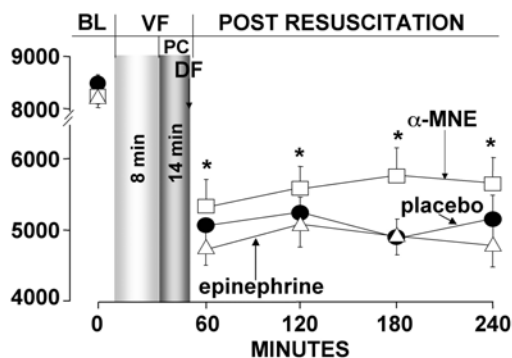 BL VF POST RESUSCITATION
PC
DF
9000
8000
6000
5000
4000
8 min
14 min
* * * *
α-MNE
placebo
epinephrine
0 60 120 180 240
MINUTES